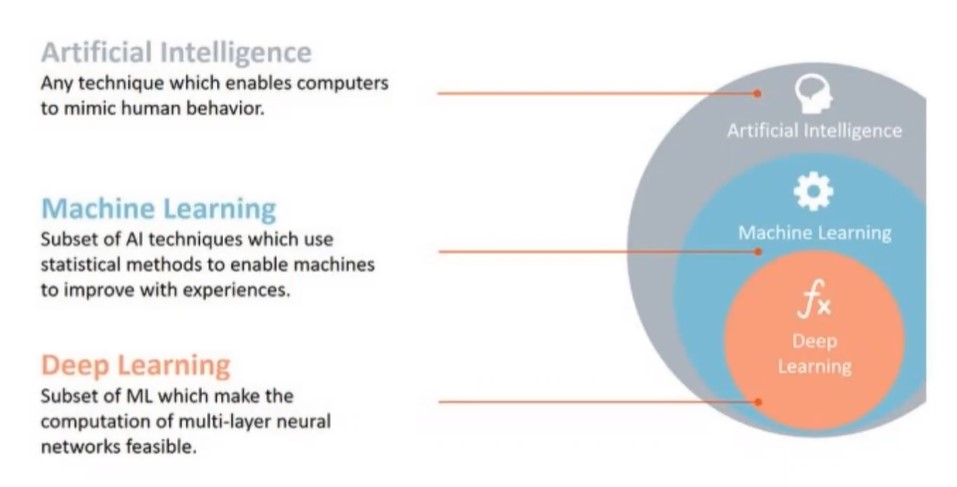 Artificial Intelligence
Any technique which enables computers
to mimic human behavior.
Machine Learning
Subset of AI techniques which use
statistical methods to enable machines
to improve with experiences.
Deep Learning
Subset of ML which make the
computation of multi-layer neural
networks feasible.
Artificial Intelligence
Machine Learning
fx
Deep
Learning